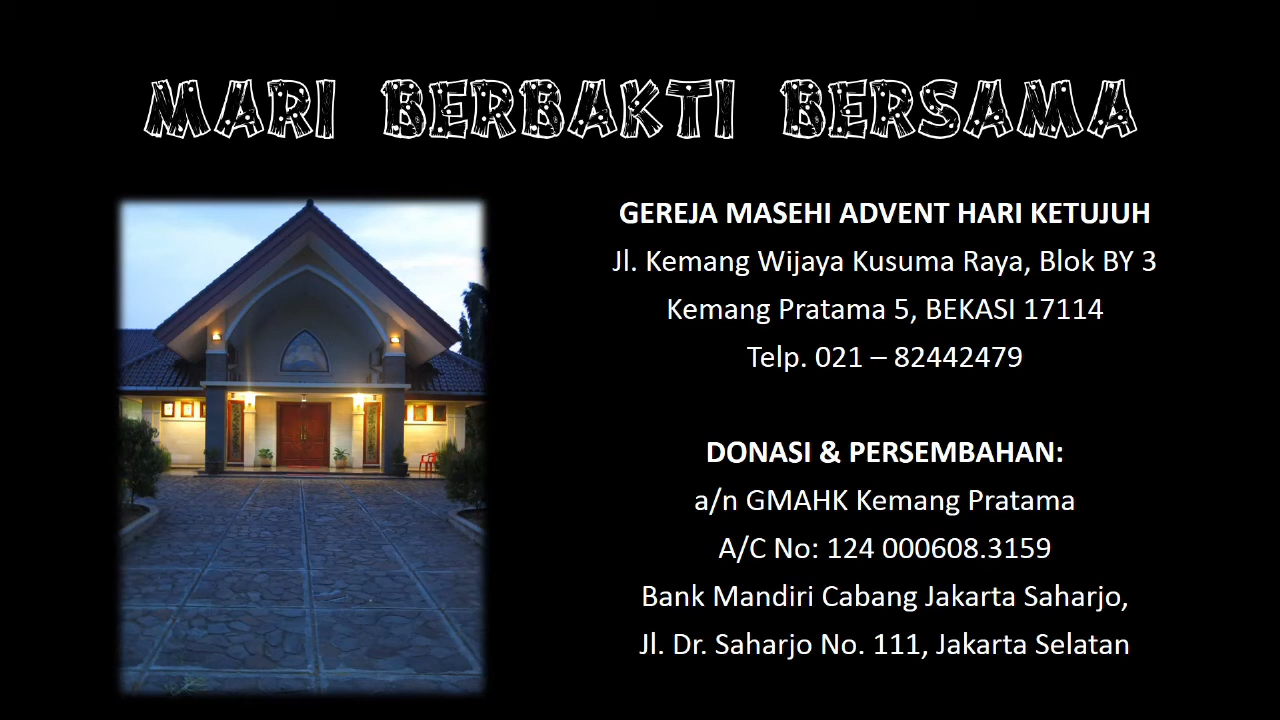 MARI BERBAKTI BERSAMA
GEREJA MASEHI ADVENT HARI KETUJUH
Jl. Kemang Wijaya Kusuma Raya, Blok BY 3
Kemang Pratama 5, BEKASI 17114
Telp. 021 – 82442479
DONASI & PERSEMBAHAN:
a/n GMAHK Kemang Pratama
A/C No: 124 000608.3159
Bank Mandiri Cabang Jakarta Saharjo,
Jl. Dr. Saharjo No. 111, Jakarta Selatan